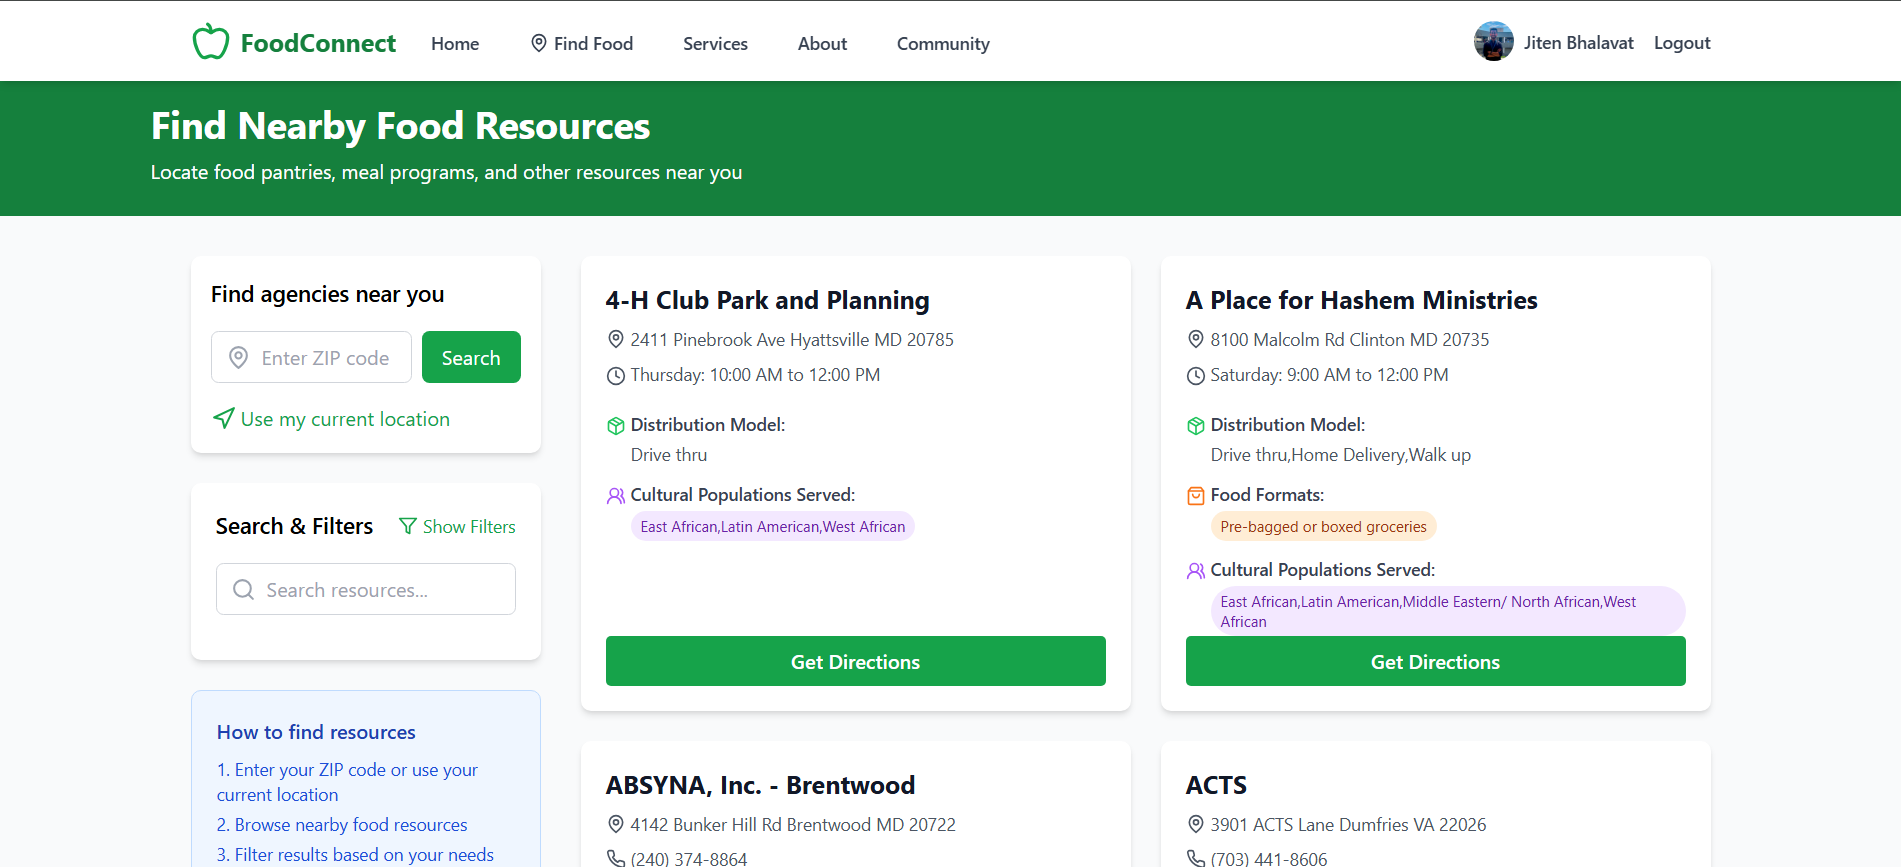 FoodConnect
Home
Find Food
Services
About
Community
Jiten Bhalavat
Logout
Find Nearby Food Resources
Locate food pantries, meal programs, and other resources near you
Find agencies near you
Enter ZIP code
Search
Use my current location
Search & Filters
Show Filters
Search resources...
How to find resources
1. Enter your ZIP code or use your
current location
2. Browse nearby food resources
3. Filter results based on your needs
4-H Club Park and Planning
2411 Pinebrook Ave Hyattsville MD 20785
Thursday: 10:00 AM to 12:00 PM
Distribution Model:
Drive thru
Cultural Populations Served:
East African,Latin American,West African
Get Directions
A Place for Hashem Ministries
8100 Malcolm Rd Clinton MD 20735
Saturday: 9:00 AM to 12:00 PM
Distribution Model:
Drive thru,Home Delivery,Walk up
Food Formats:
Pre-bagged or boxed groceries
Cultural Populations Served:
East African,Latin American,Middle Eastern/ North African,West
African
Get Directions
ABSYNA, Inc. - Brentwood
4142 Bunker Hill Rd Brentwood MD 20722
(240) 374-8864
ACTS
3901 ACTS Lane Dumfries VA 22026
(703) 441-8606